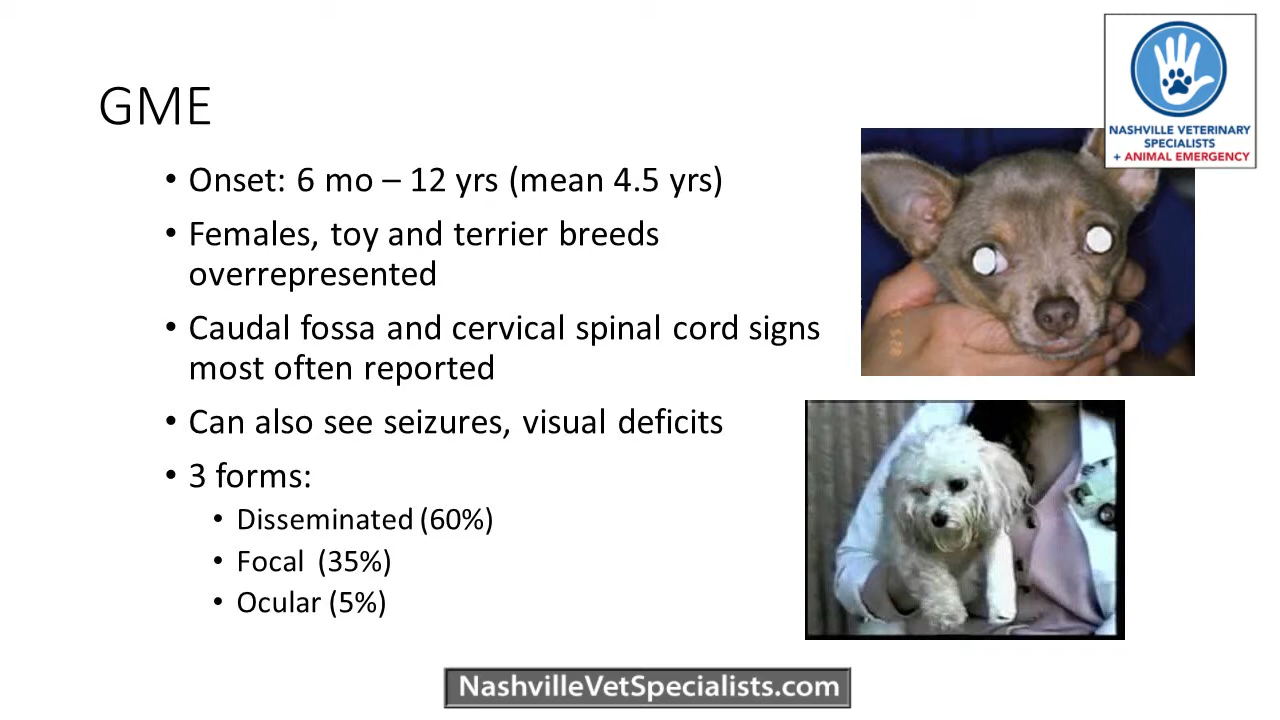 GME
• Onset: 6 mo – 12 yrs (mean 4.5 yrs)
• Females, toy and terrier breeds
overrepresented
• Caudal fossa and cervical spinal cord signs
most often reported
• Can also see seizures, visual deficits
• 3 forms:
• Disseminated (60%)
• Focal (35%)
• Ocular (5%)
NASHVILLE VETERINARY
SPECIALISTS
+ ANIMAL EMERGENCY
NashvilleVetSpecialists.com